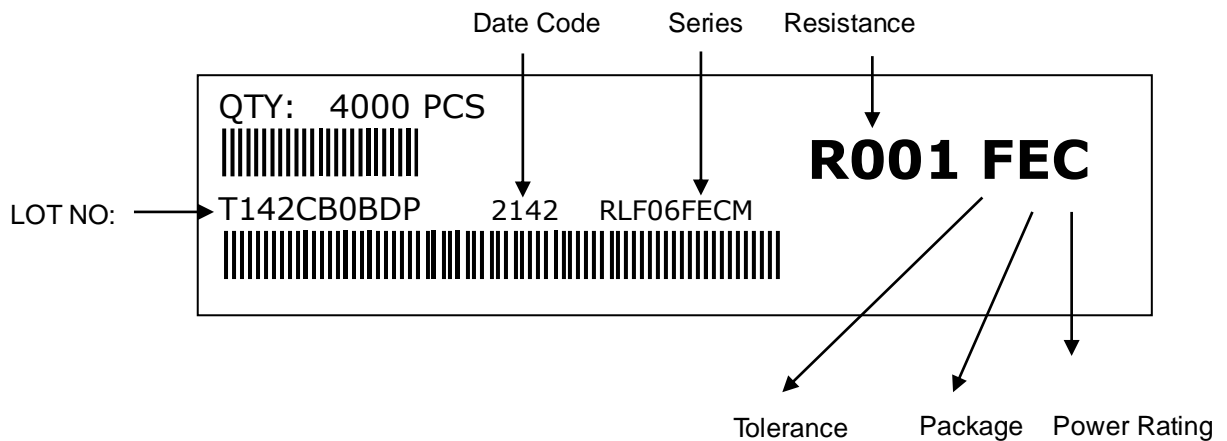 Date Code Series Resistance
QTY: 4000 PCS
R001 FEC
LOT NO: T142CB0BDP 2142 RLF06FECM
Tolerance Package Power Rating